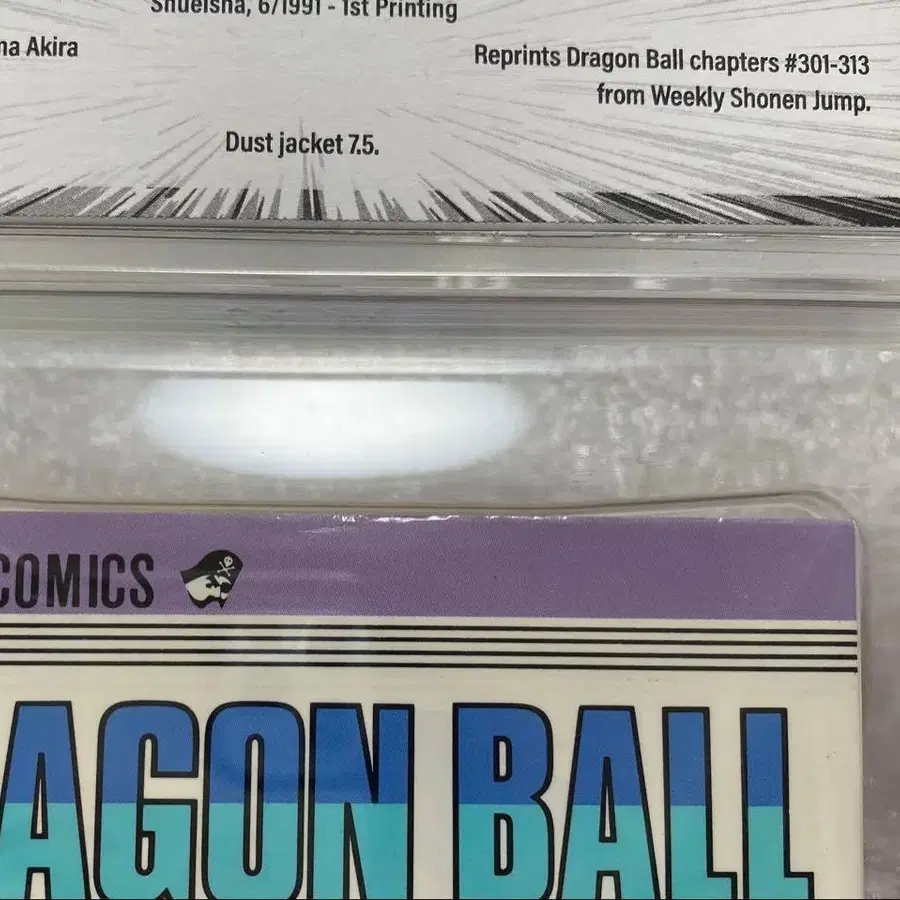 Shueisha, 6/1991 - 1st Printing
na Akira
Reprints Dragon Ball chapters #301-313
from Weekly Shonen Jump.
Dust jacket 7.5.
COMICS
AGON BALL